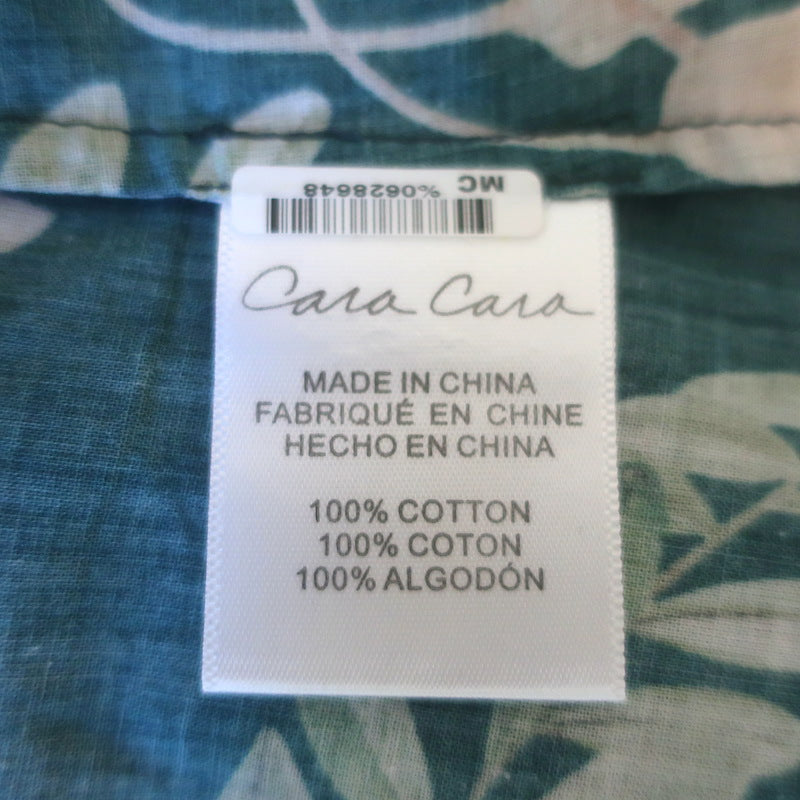 MC %0628648
Cara Cara
MADE IN CHINA
FABRIQUÉ EN CHINE
HECHO EN CHINA
100% COTTON
100% COTON
100% ALGODÓN